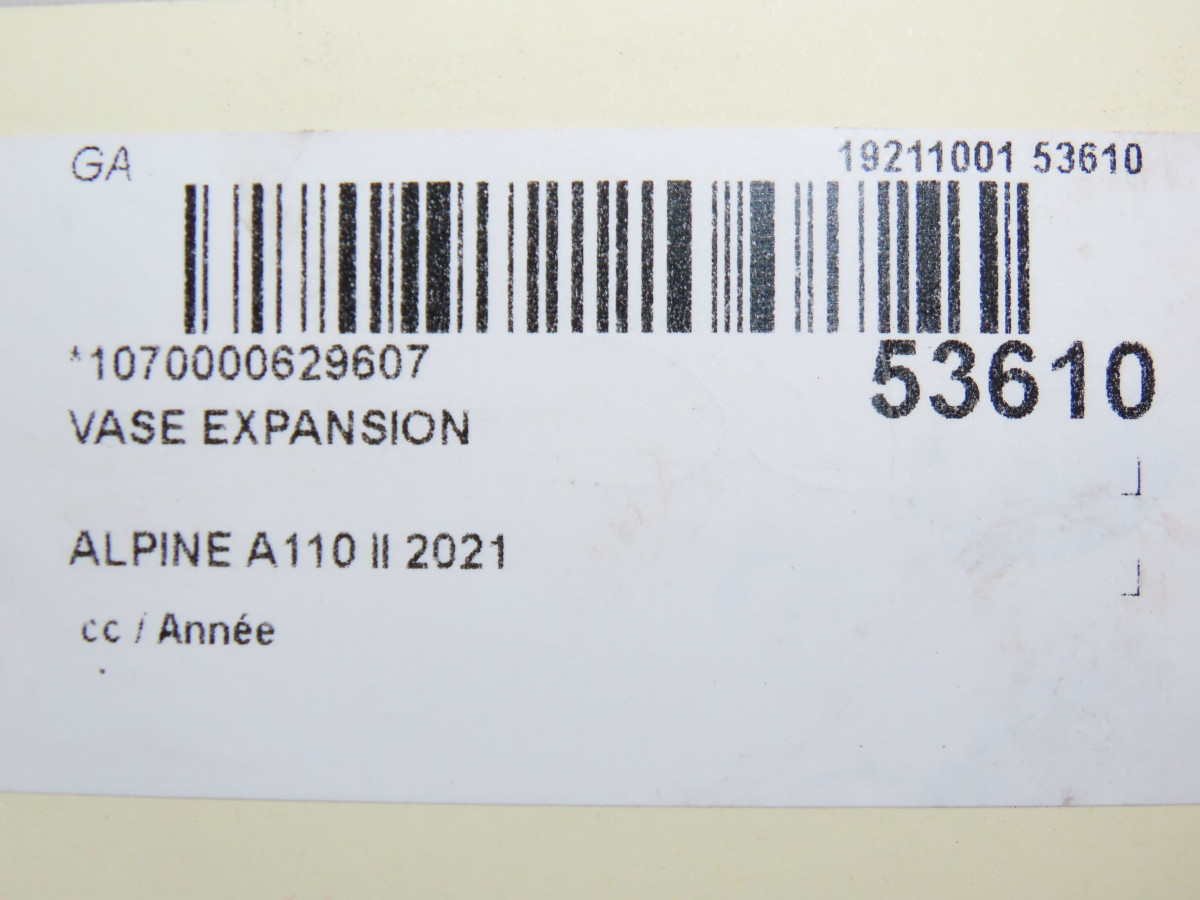 GA
19211001 53610
*1070000629607
53610
VASE EXPANSION
ALPINE A110 II 2021
cc / Année